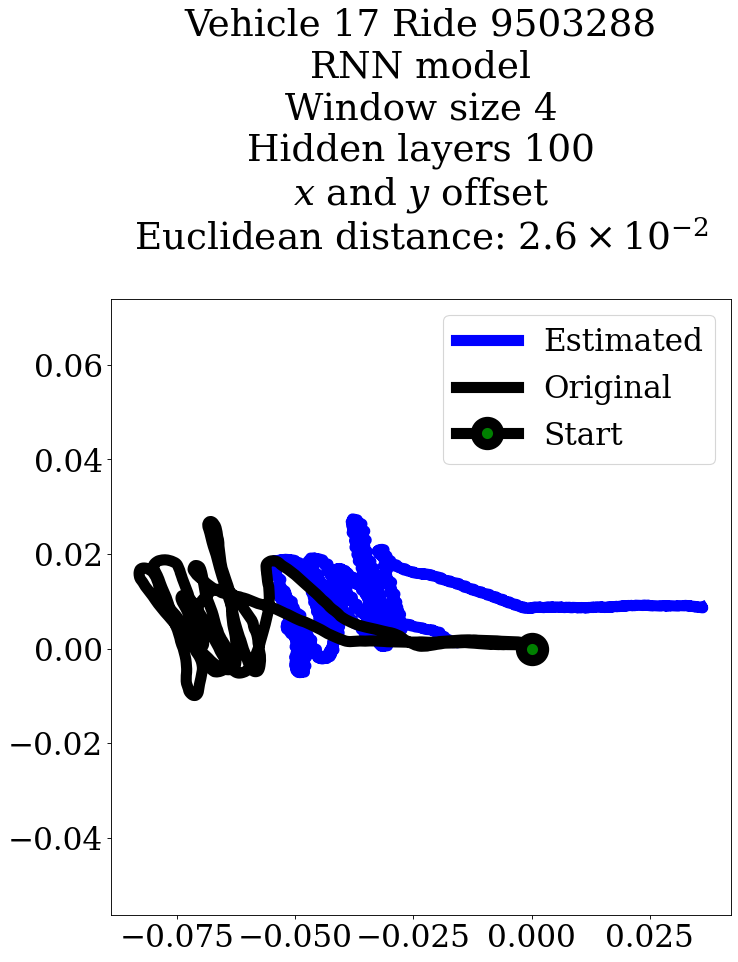 Vehicle 17 Ride 9503288
RNN model
Window size 4
Hidden layers 100
x and y offset
Euclidean distance: 2.6 × 10⁻²
Estimated
Original
Start
0.06
0.04
0.02
0.00
−0.02
−0.04
−0.075 −0.050 −0.025 0.000 0.025